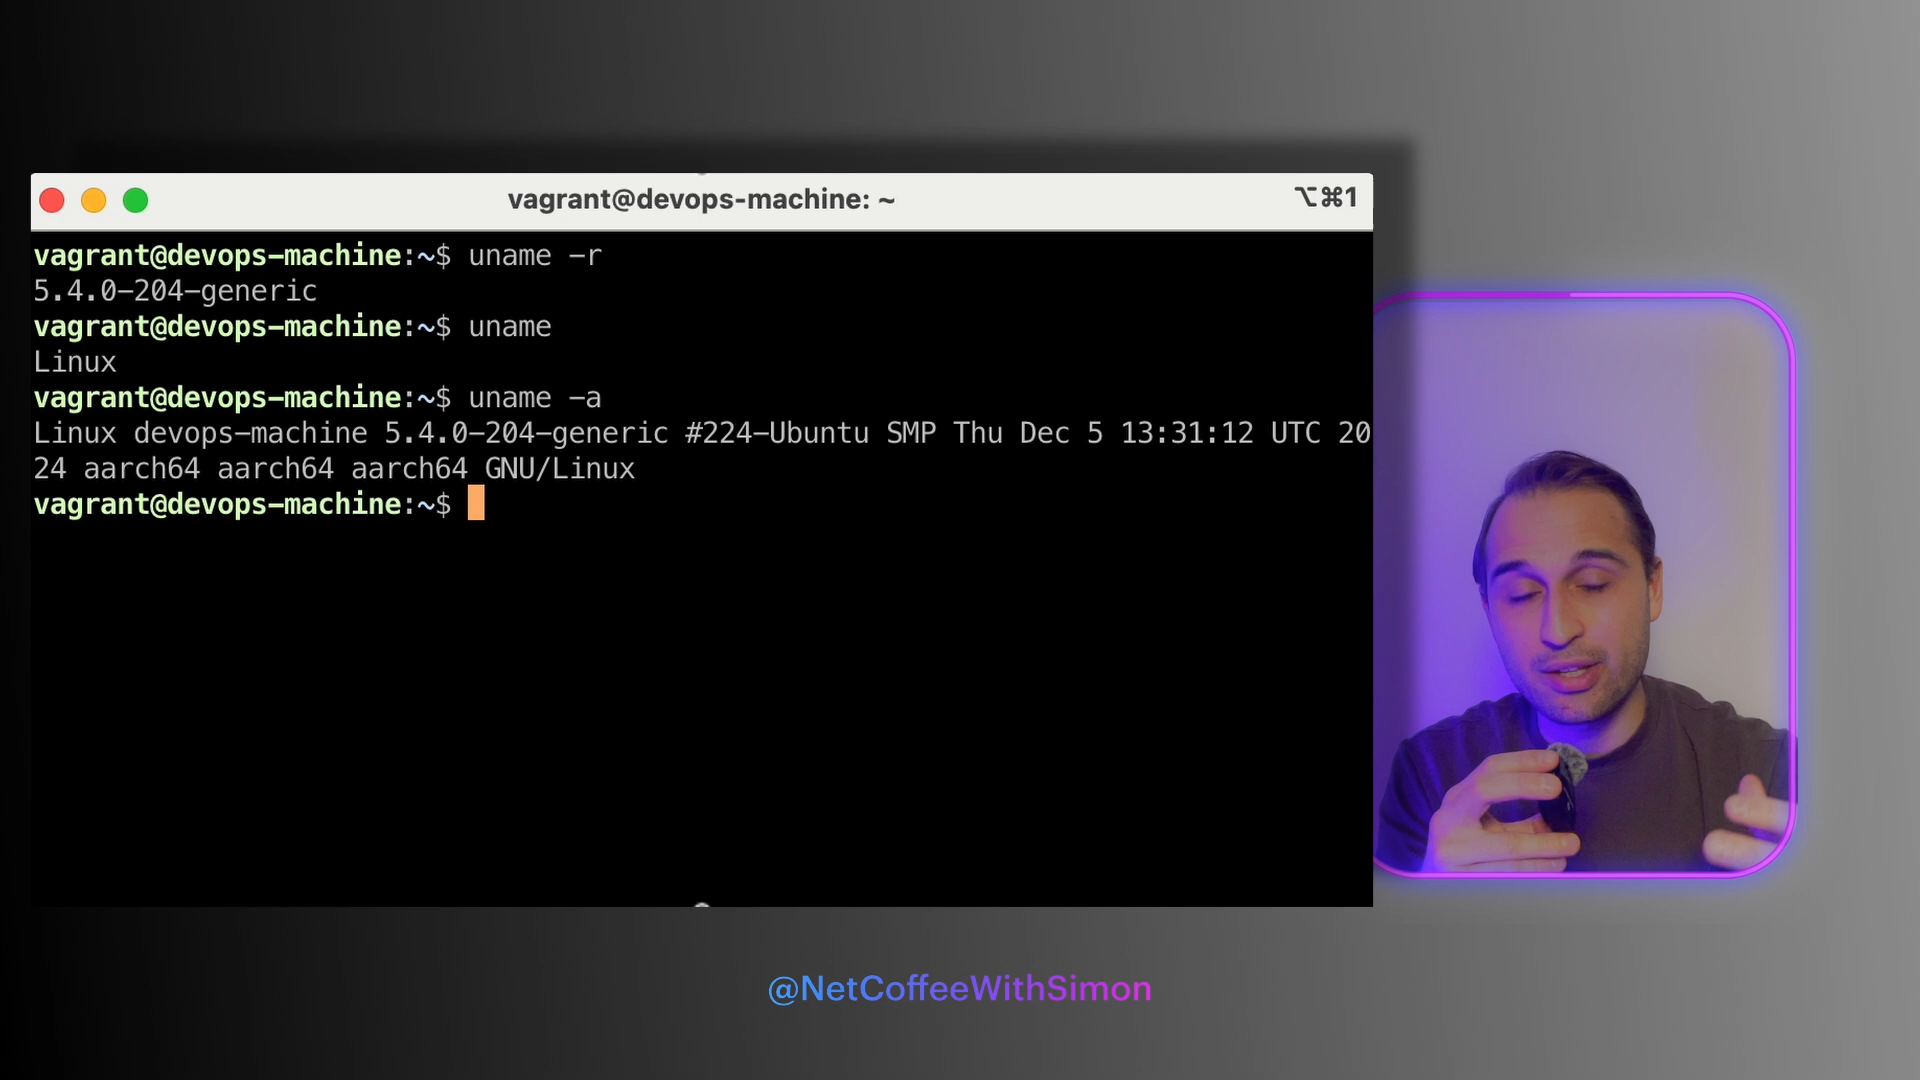 vagrant@devops-machine: ~
⌥⌘1
vagrant@devops-machine:~$ uname -r
5.4.0-204-generic
vagrant@devops-machine:~$ uname
Linux
vagrant@devops-machine:~$ uname -a
Linux devops-machine 5.4.0-204-generic #224-Ubuntu SMP Thu Dec 5 13:31:12 UTC 20
24 aarch64 aarch64 aarch64 GNU/Linux
vagrant@devops-machine:~$
@NetCoffeeWithSimon